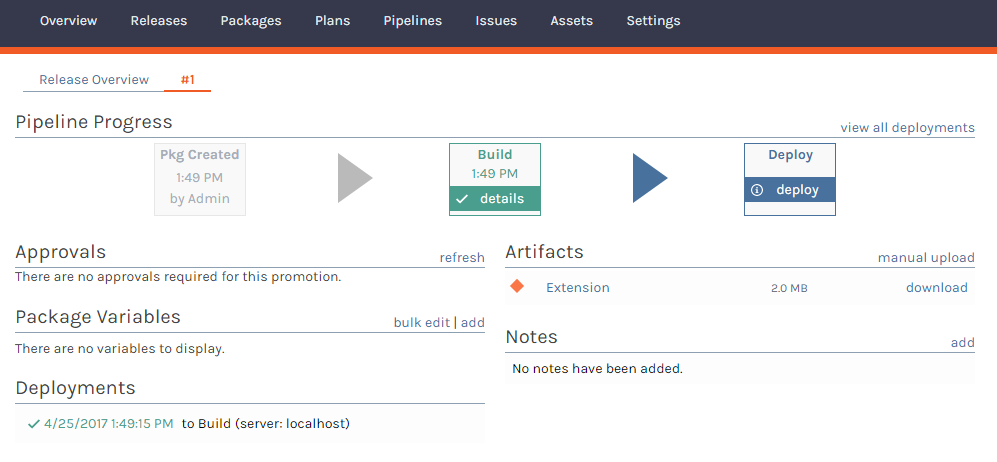 Overview Releases Packages Plans Pipelines Issues Assets Settings
Release Overview #1
Pipeline Progress view all deployments
Pkg Created
1:49 PM
by Admin
Build
1:49 PM
details
Deploy
deploy
Approvals refresh
There are no approvals required for this promotion.
Package Variables bulk edit | add
There are no variables to display.
Deployments
4/25/2017 1:49:15 PM to Build (server: localhost)
Artifacts manual upload
Extension 2.0 MB download
Notes add
No notes have been added.